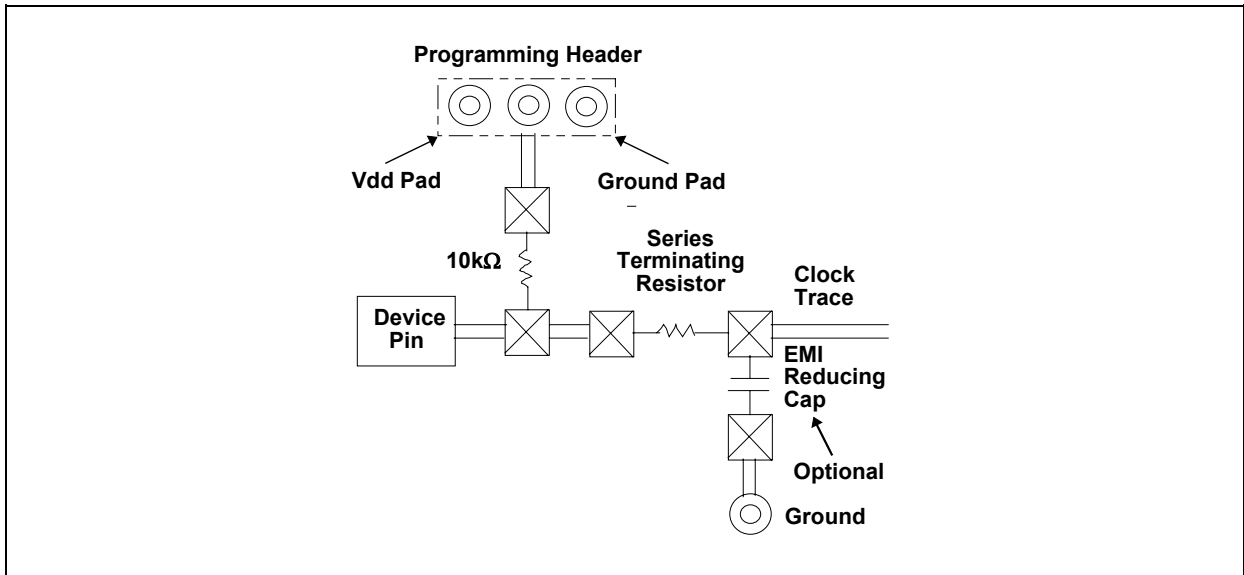 Programming Header
Vdd Pad
Ground Pad
Series
Terminating
Resistor
10kΩ
Clock
Trace
Device
Pin
EMI
Reducing
Cap
Optional
Ground